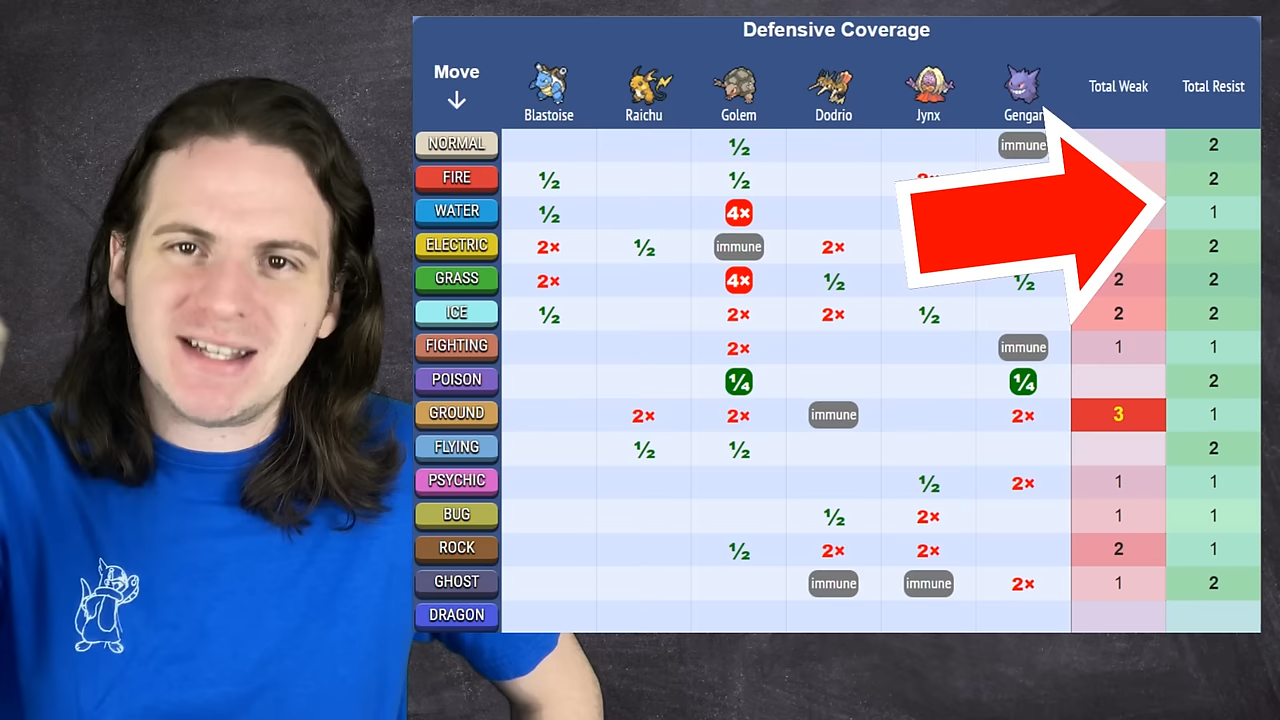 Defensive Coverage
Move Blastoise Raichu Golem Dodrio Jynx Gengar Total Weak Total Resist
NORMAL ½ immune 2
FIRE ½ ½ 2
WATER ½ 4× 1
ELECTRIC 2× ½ immune 2× 2
GRASS 2× 4× ½ ½ 2 2
ICE ½ 2× 2× ½ 2 2
FIGHTING 2× immune 1 1
POISON ¼ ¼ 2
GROUND 2× 2× immune 2× 3 1
FLYING ½ ½ 2
PSYCHIC ½ 2× 1 1
BUG ½ 2× 1 1
ROCK ½ 2× 2× 2 1
GHOST immune immune 2× 1 2
DRAGON